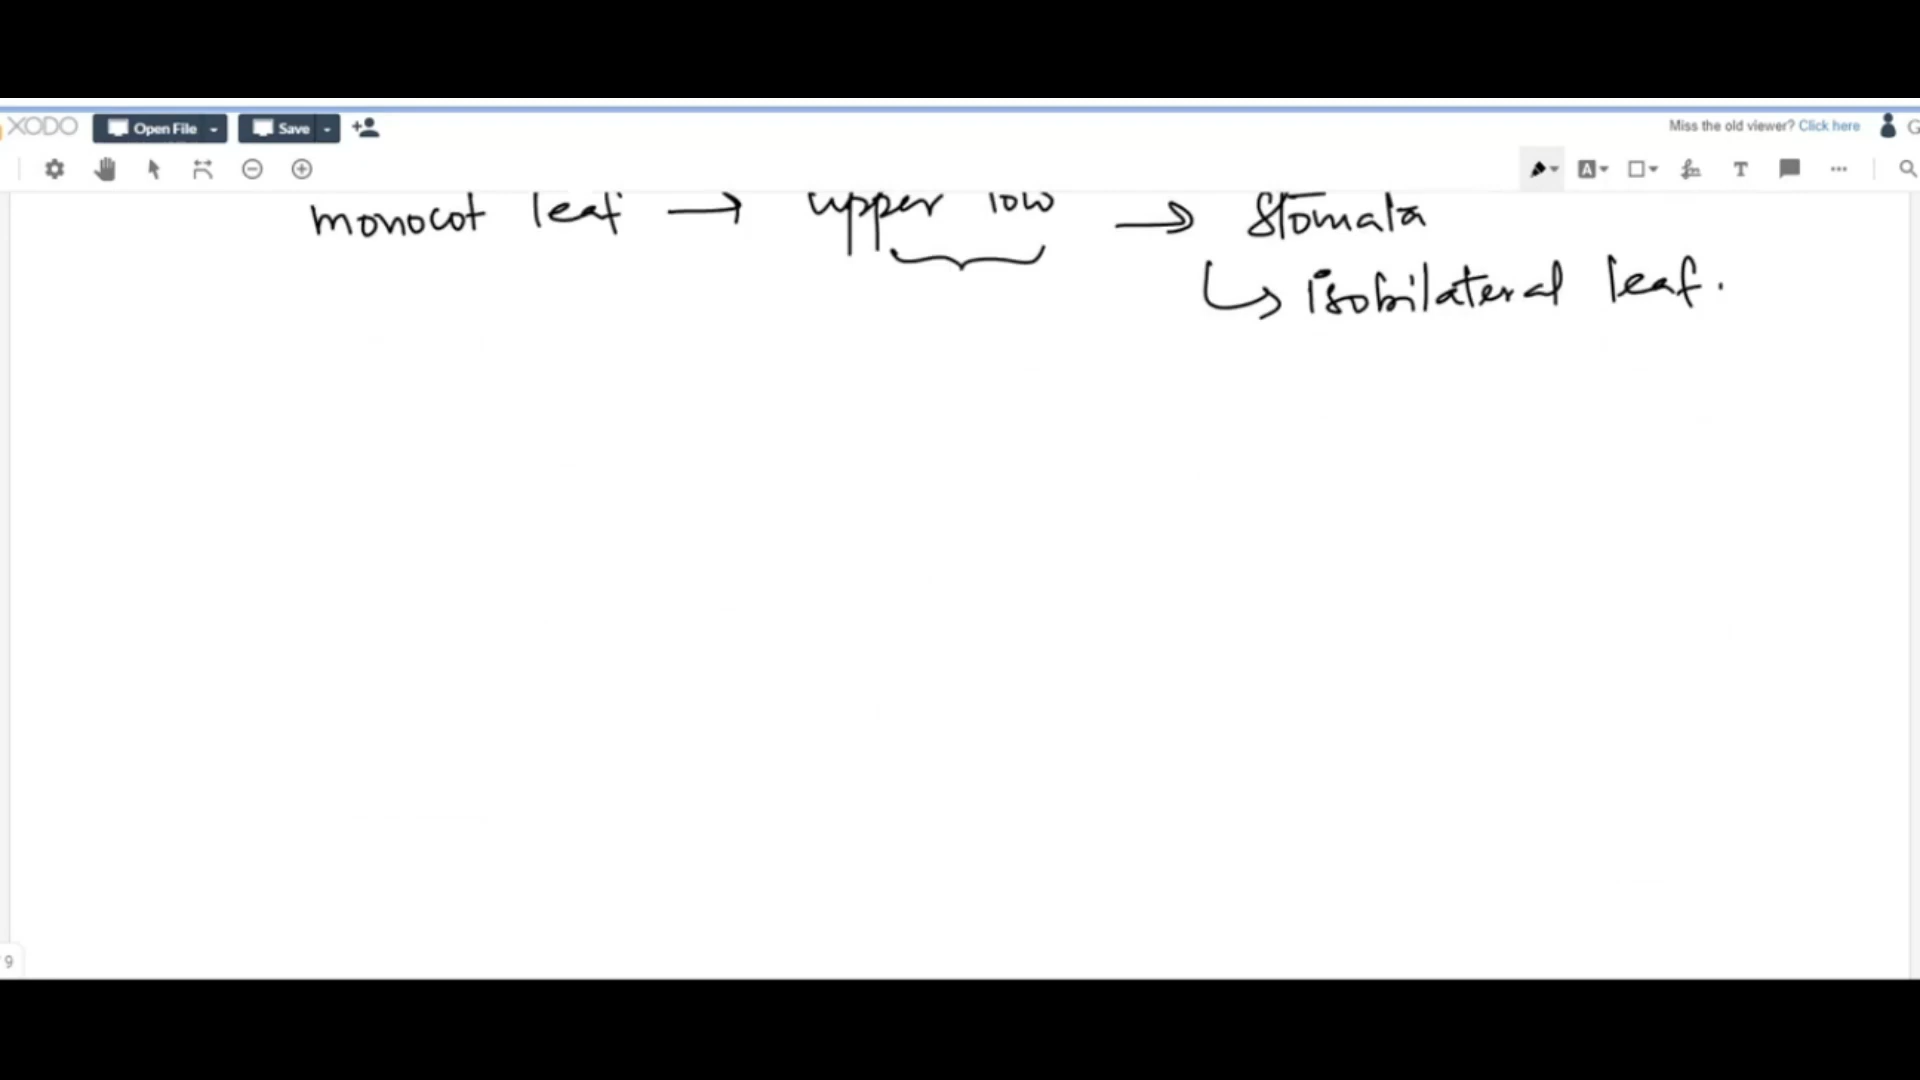 XODO Open File Save Miss the old viewer? Click here G
A T
monocot leaf → upper low → stomata
↳ isobilateral leaf.
9